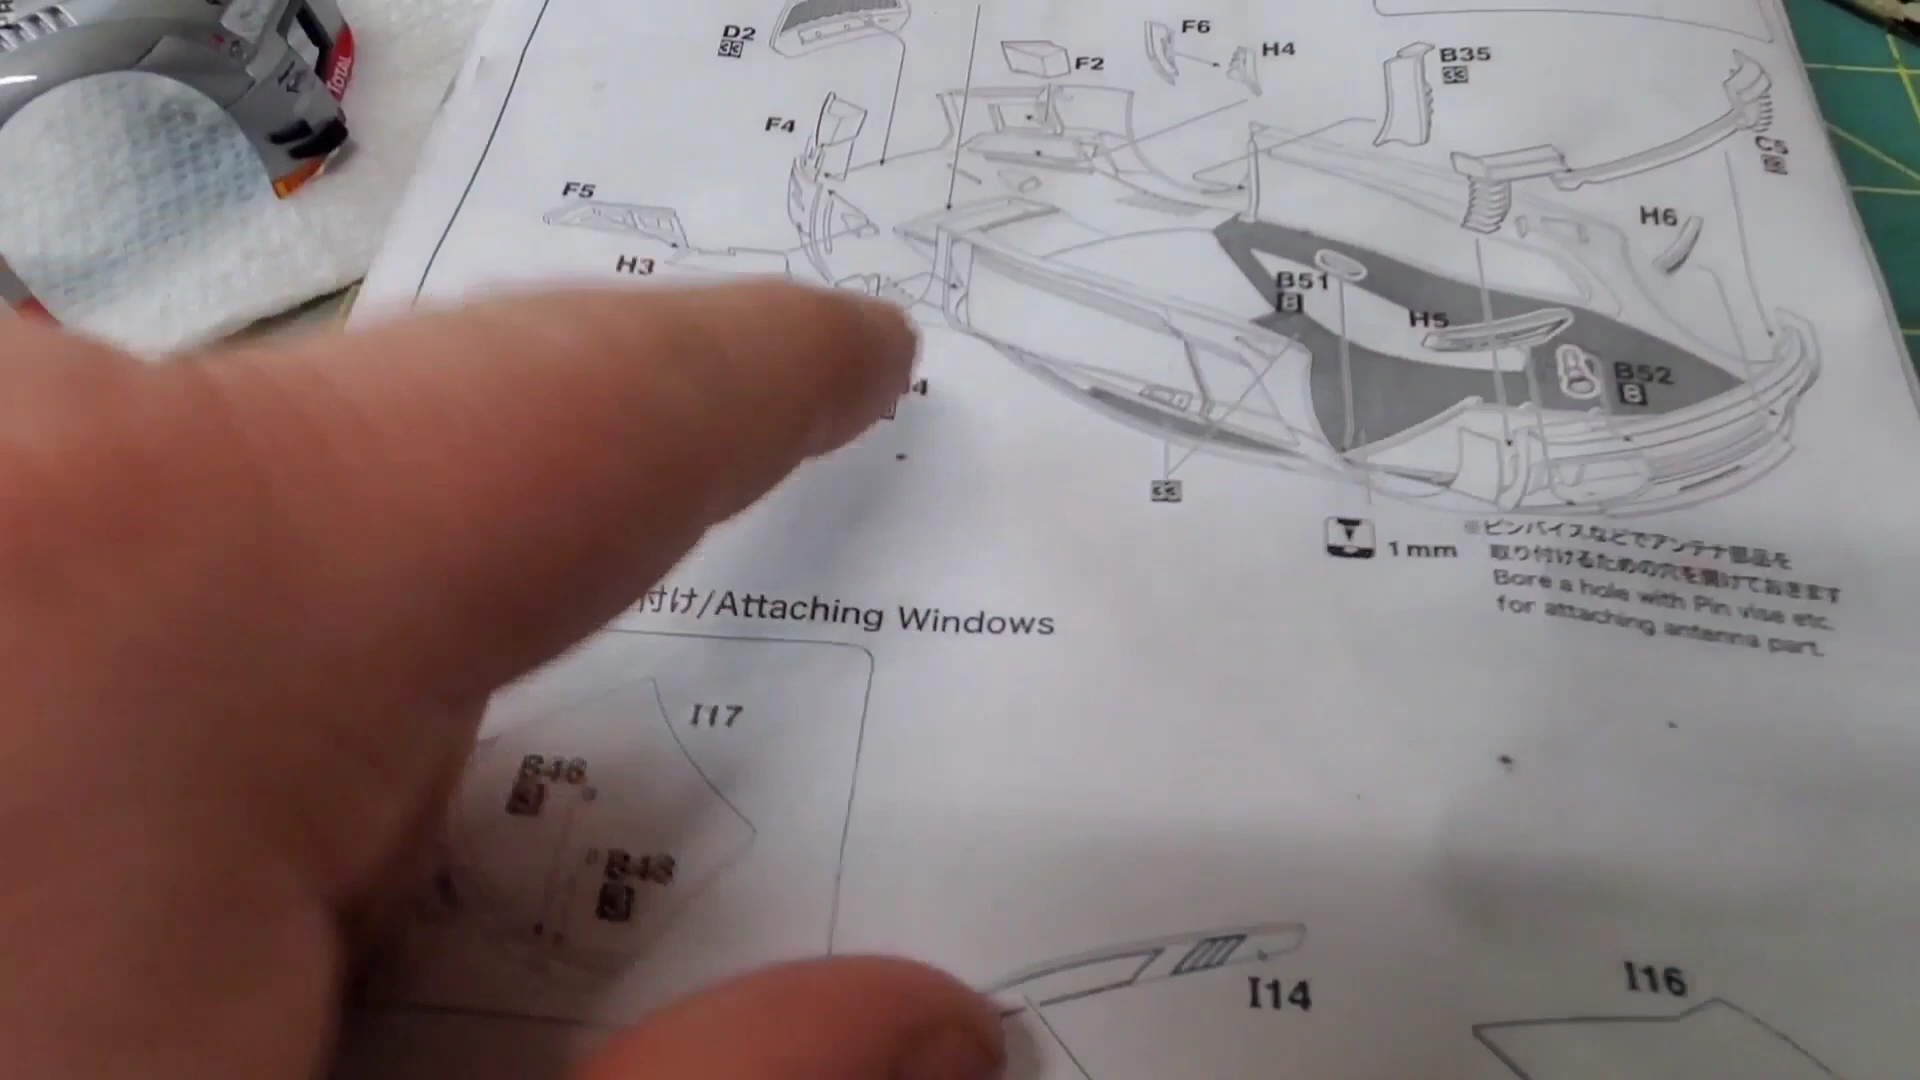 TOTAL
D2
33
F2
F6
H4
B35
33
F4
F5
H3
H6
B51
8
H5
B52
8
33
1mm
※ピンバイスなどでアンテナ部品を
取り付けるための穴を開けておきます
Bore a hole with Pin vise etc.
for attaching antenna part.
付け/Attaching Windows
I17
I14
I16